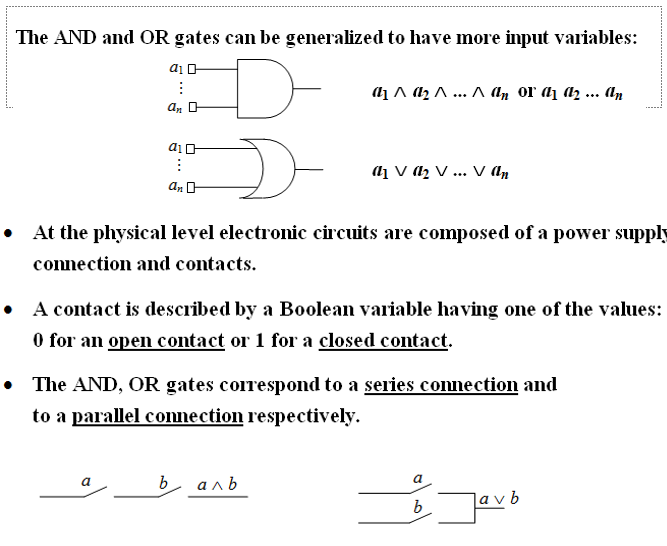 The AND and OR gates can be generalized to have more input variables:
a1
⋮
an
a1 ∧ a2 ∧ ... ∧ an or a1 a2 ... an
a1
⋮
an
a1 ∨ a2 ∨ ... ∨ an
• At the physical level electronic circuits are composed of a power supply
connection and contacts.
• A contact is described by a Boolean variable having one of the values:
0 for an open contact or 1 for a closed contact.
• The AND, OR gates correspond to a series connection and
to a parallel connection respectively.
a b a ∧ b
a
b
a ∨ b